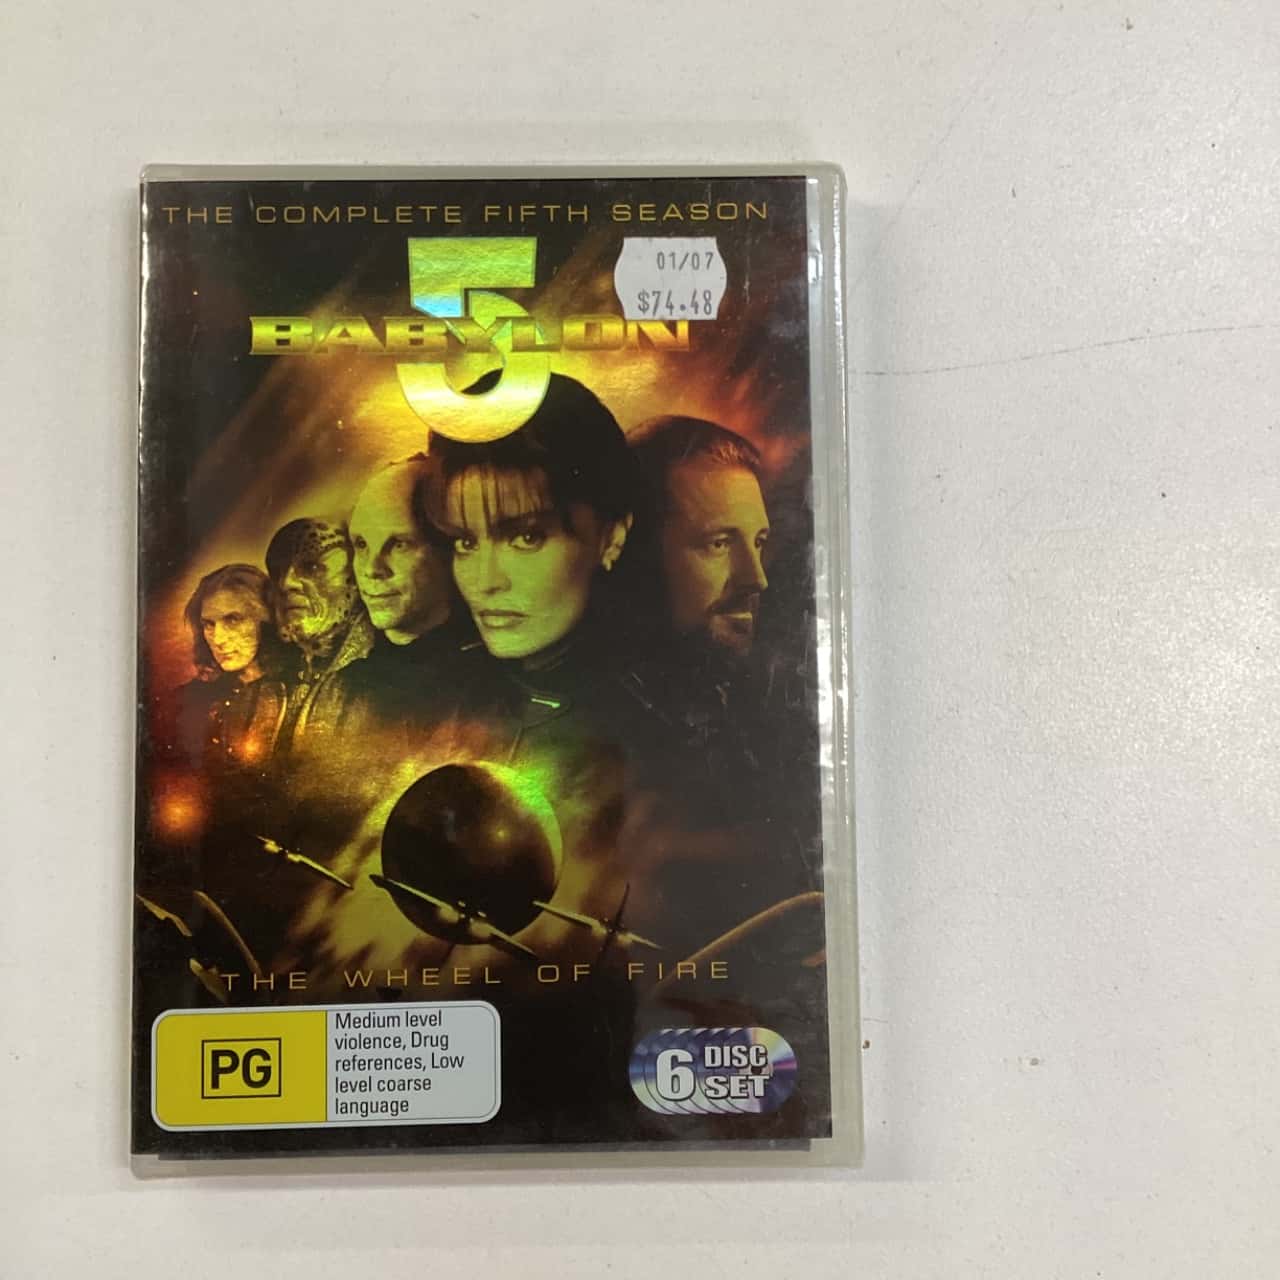 THE COMPLETE FIFTH SEASON
01/07
$74.48
BABYLON
5
THE WHEEL OF FIRE
PG
Medium level
violence, Drug
references, Low
level coarse
language
6 DISC
SET